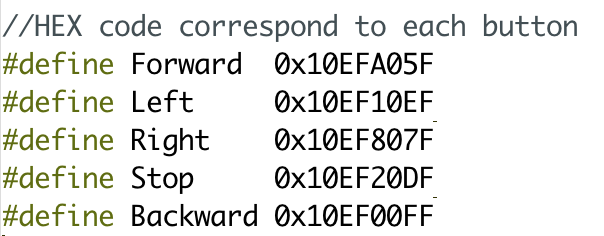 //HEX code correspond to each button
#define Forward  0x10EFA05F
#define Left     0x10EF10EF
#define Right    0x10EF807F
#define Stop     0x10EF20DF
#define Backward 0x10EF00FF